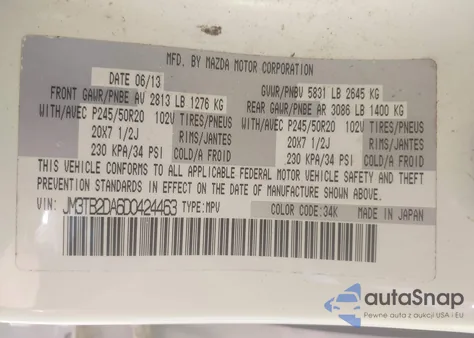 MFD. BY MAZDA MOTOR CORPORATION
DATE 06/13 GVWR/PNBV 5831 LB 2645 KG
FRONT GAWR/PNBE AV 2813 LB 1276 KG REAR GAWR/PNBE AR 3086 LB 1400 KG
WITH/AVEC P245/50R20 102V TIRES/PNEUS WITH/AVEC P245/50R20 102V TIRES/PNEUS
20X7 1/2J RIMS/JANTES 20X7 1/2J RIMS/JANTES
230 KPA/34 PSI COLD/A FROID 230 KPA/34 PSI COLD/A FROID
THIS VEHICLE CONFORMS TO ALL APPLICABLE FEDERAL MOTOR VEHICLE SAFETY AND THEFT
PREVENTION STANDARDS IN EFFECT ON THE DATE OF MANUFACTURE SHOWN ABOVE.
VIN: JM3TB2DA6D0424463 TYPE:MPV COLOR CODE:34K MADE IN JAPAN
autoSnap
Pewne auta z aukcji USA i EU